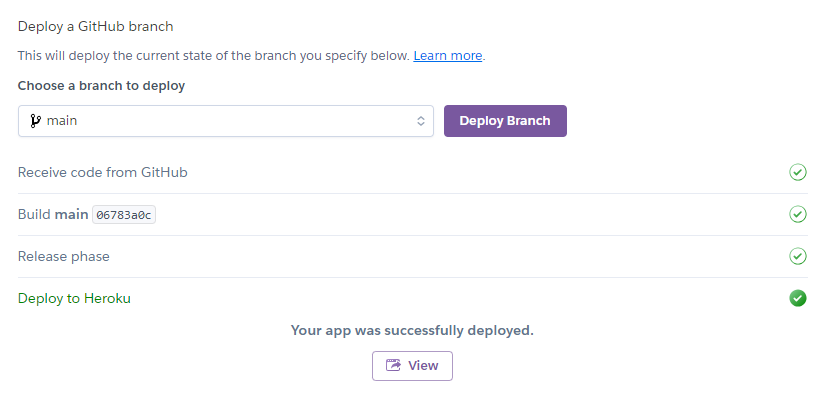 Deploy a GitHub branch
This will deploy the current state of the branch you specify below. Learn more.
Choose a branch to deploy
main
Deploy Branch
Receive code from GitHub
Build main 06783a0c
Release phase
Deploy to Heroku
Your app was successfully deployed.
View